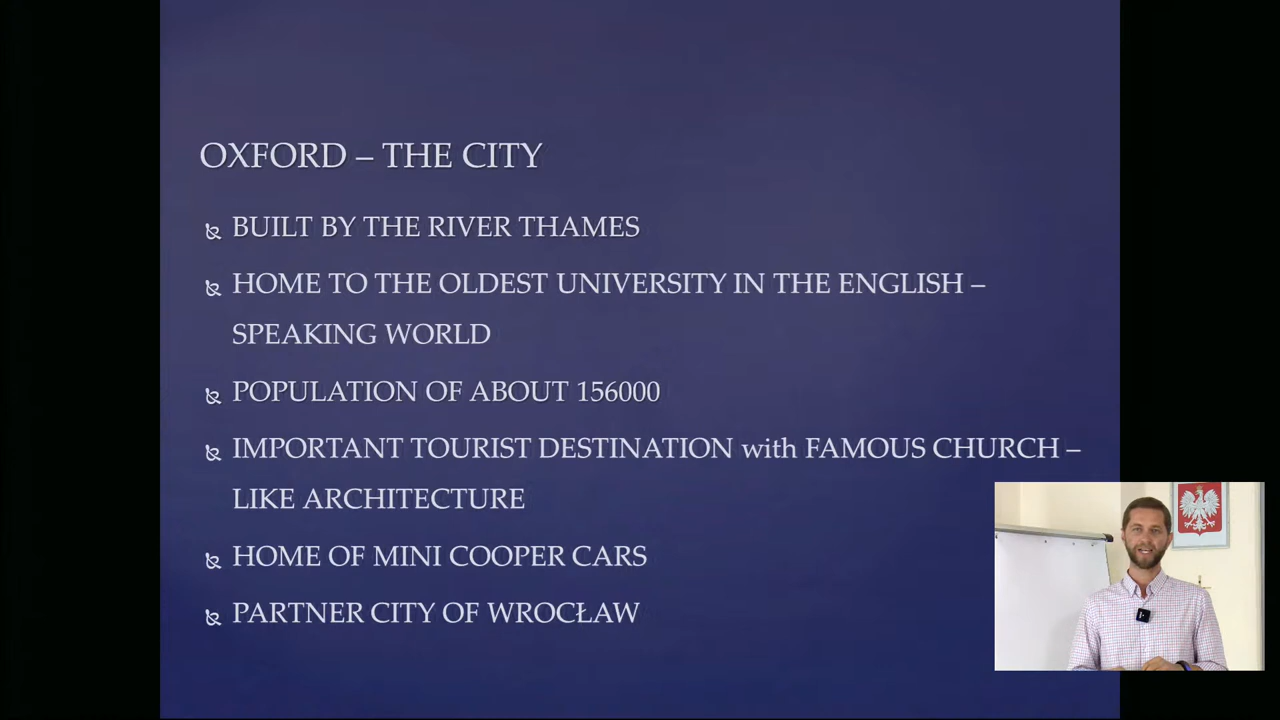 OXFORD – THE CITY
BUILT BY THE RIVER THAMES
HOME TO THE OLDEST UNIVERSITY IN THE ENGLISH –
SPEAKING WORLD
POPULATION OF ABOUT 156000
IMPORTANT TOURIST DESTINATION with FAMOUS CHURCH –
LIKE ARCHITECTURE
HOME OF MINI COOPER CARS
PARTNER CITY OF WROCŁAW